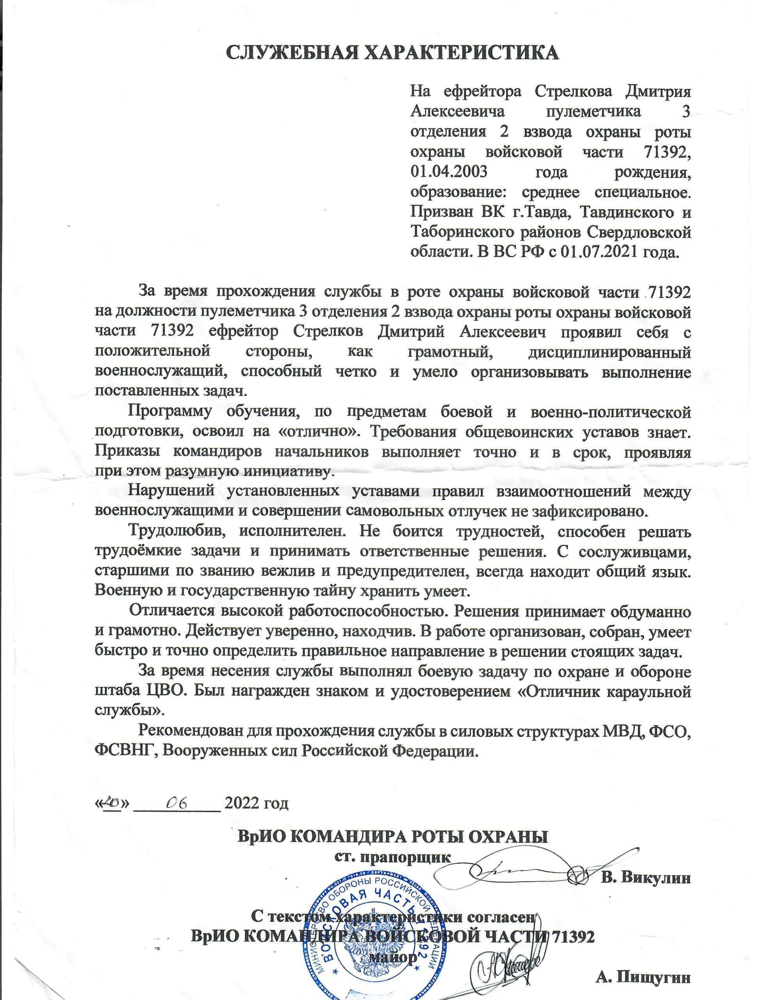 СЛУЖЕБНАЯ ХАРАКТЕРИСТИКА
На ефрейтора Стрелкова Дмитрия
Алексеевича пулеметчика 3
отделения 2 взвода охраны роты
охраны войсковой части 71392,
01.04.2003 года рождения,
образование: среднее специальное.
Призван ВК г.Тавда, Тавдинского и
Таборинского районов Свердловской
области. В ВС РФ с 01.07.2021 года.
За время прохождения службы в роте охраны войсковой части 71392
на должности пулеметчика 3 отделения 2 взвода охраны роты охраны войсковой
части 71392 ефрейтор Стрелков Дмитрий Алексеевич проявил себя с
положительной стороны, как грамотный, дисциплинированный
военнослужащий, способный четко и умело организовывать выполнение
поставленных задач.
Программу обучения, по предметам боевой и военно-политической
подготовки, освоил на «отлично». Требования общевоинских уставов знает.
Приказы командиров начальников выполняет точно и в срок, проявляя
при этом разумную инициативу.
Нарушений установленных уставами правил взаимоотношений между
военнослужащими и совершении самовольных отлучек не зафиксировано.
Трудолюбив, исполнителен. Не боится трудностей, способен решать
трудоёмкие задачи и принимать ответственные решения. С сослуживцами,
старшими по званию вежлив и предупредителен, всегда находит общий язык.
Военную и государственную тайну хранить умеет.
Отличается высокой работоспособностью. Решения принимает обдуманно
и грамотно. Действует уверенно, находчив. В работе организован, собран, умеет
быстро и точно определить правильное направление в решении стоящих задач.
За время несения службы выполнял боевую задачу по охране и обороне
штаба ЦВО. Был награжден знаком и удостоверением «Отличник караульной
службы».
Рекомендован для прохождения службы в силовых структурах МВД, ФСО,
ФСВНГ, Вооруженных сил Российской Федерации.
«20» 06 2022 год
ВрИО КОМАНДИРА РОТЫ ОХРАНЫ
ст. прапорщик
В. Викулин
МИНИСТЕРСТВО ОБОРОНЫ РОССИЙСКОЙ ФЕДЕРАЦИИ
ВОЙСКОВАЯ ЧАСТЬ 71392
С текстом характеристики согласен
ВрИО КОМАНДИРА ВОЙСКОВОЙ ЧАСТИ 71392
майор
А. Пищугин